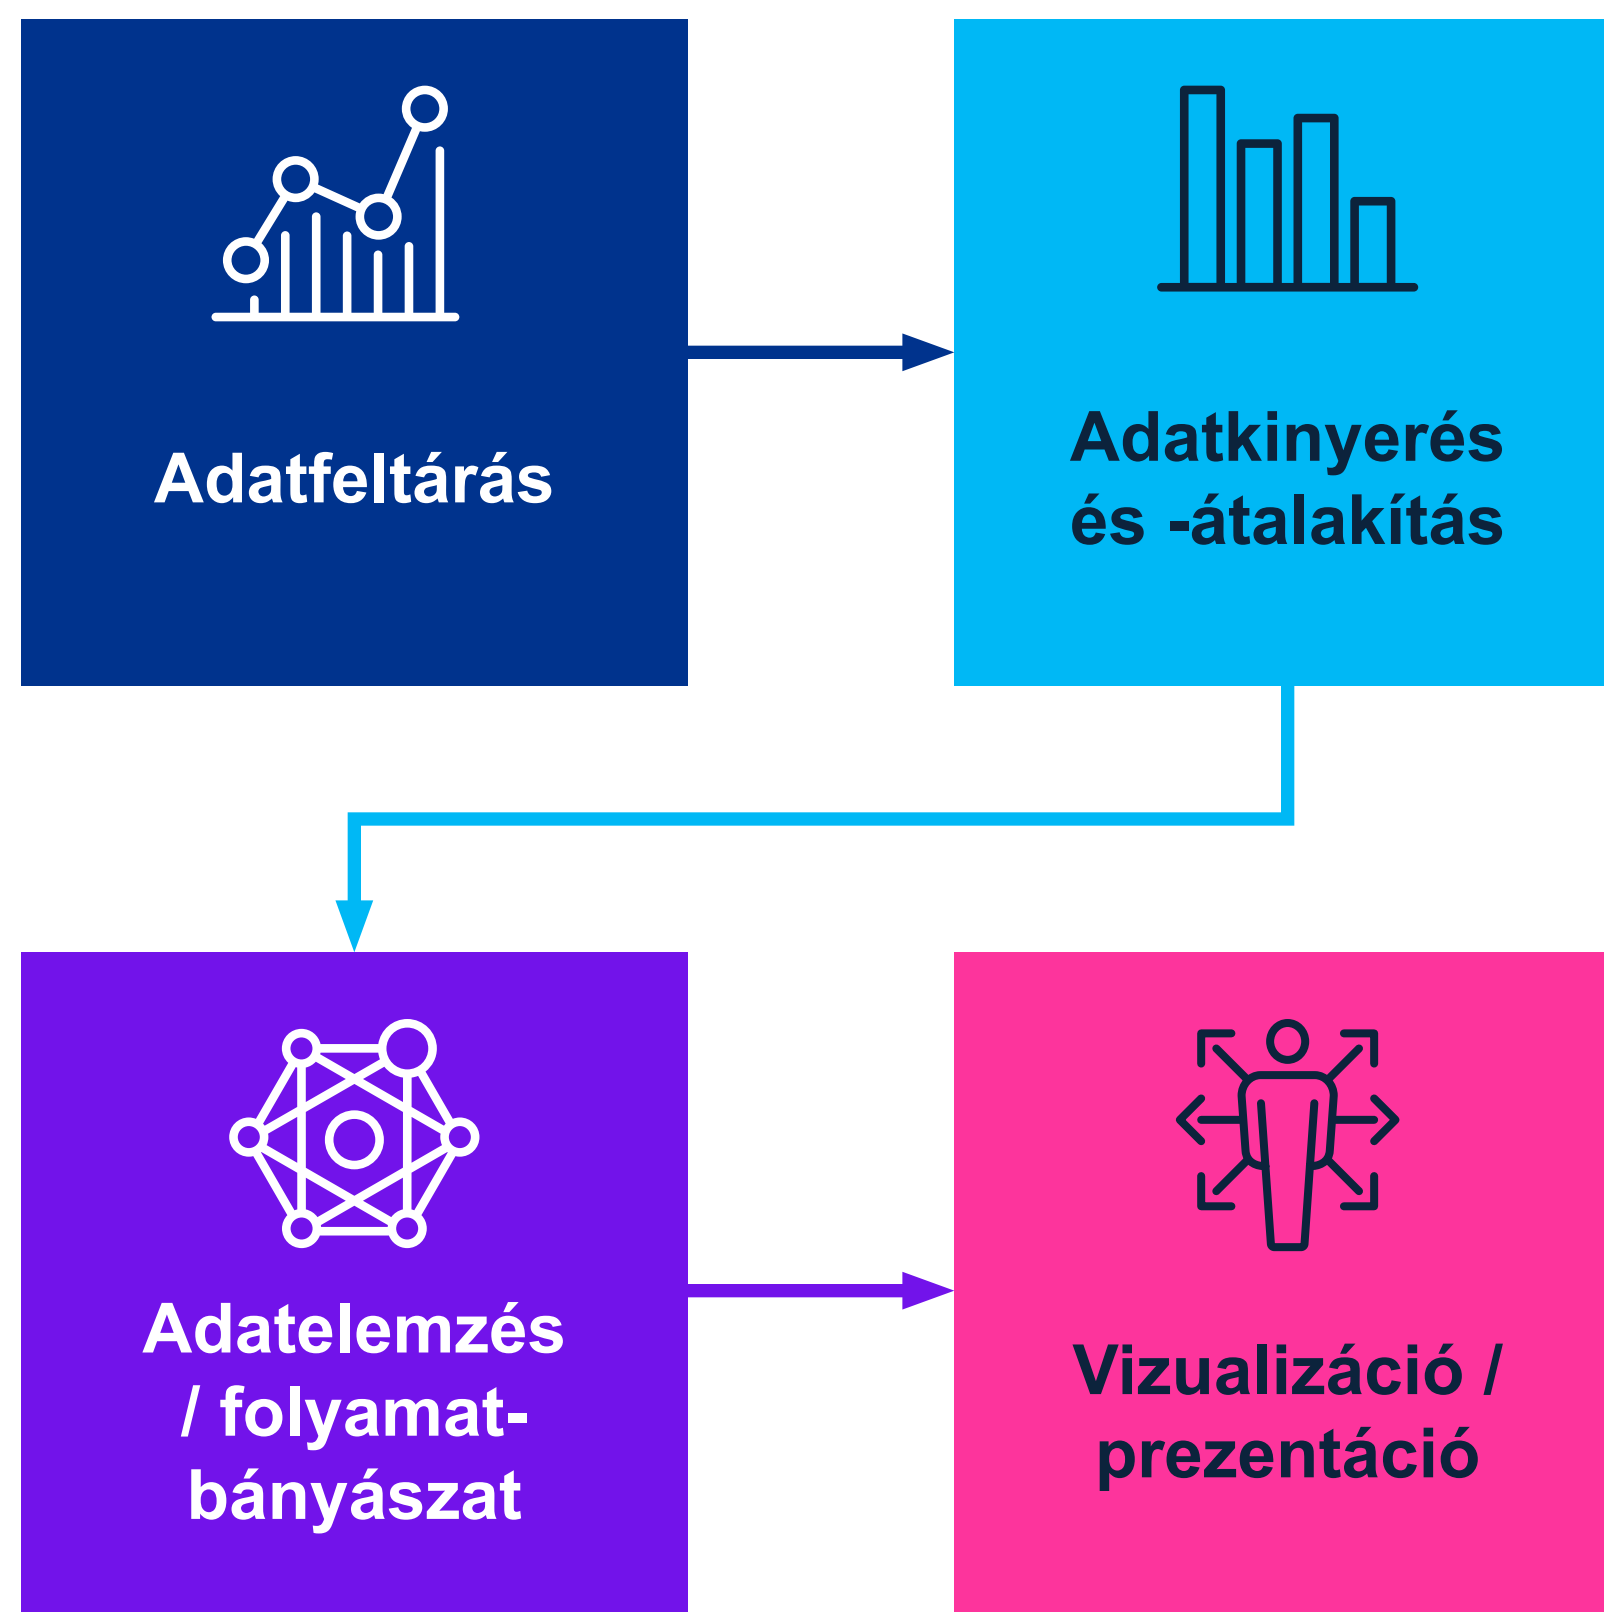 Adatfeltárás
Adatkinyerés
és -átalakítás
Adatelemzés
/ folyamat-
bányászat
Vizualizáció /
prezentáció